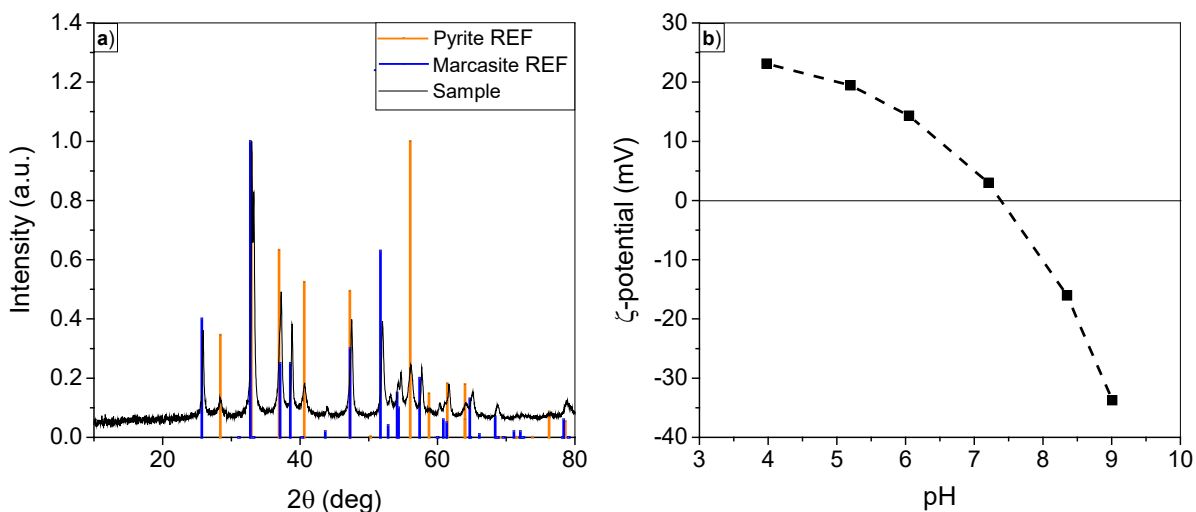 a)
Pyrite REF
Marcasite REF
Sample
1.4
1.2
1.0
0.8
0.6
0.4
0.2
0.0
Intensity (a.u.)
20 40 60 80
2θ (deg)
b)
30
20
10
0
-10
-20
-30
-40
ζ-potential (mV)
3 4 5 6 7 8 9 10
pH